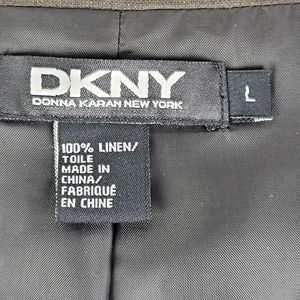 DKNY
DONNA KARAN NEW YORK
L
100% LINEN/
TOILE
MADE IN
CHINA/
FABRIQUÉ
EN CHINE